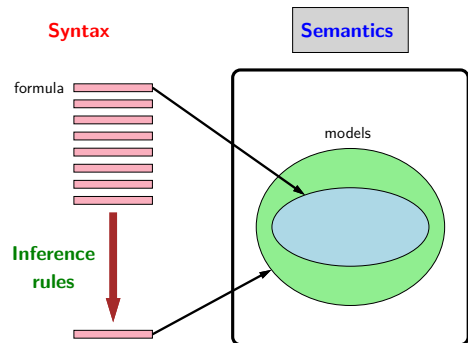 Syntax
Semantics
formula
models
Inference
rules